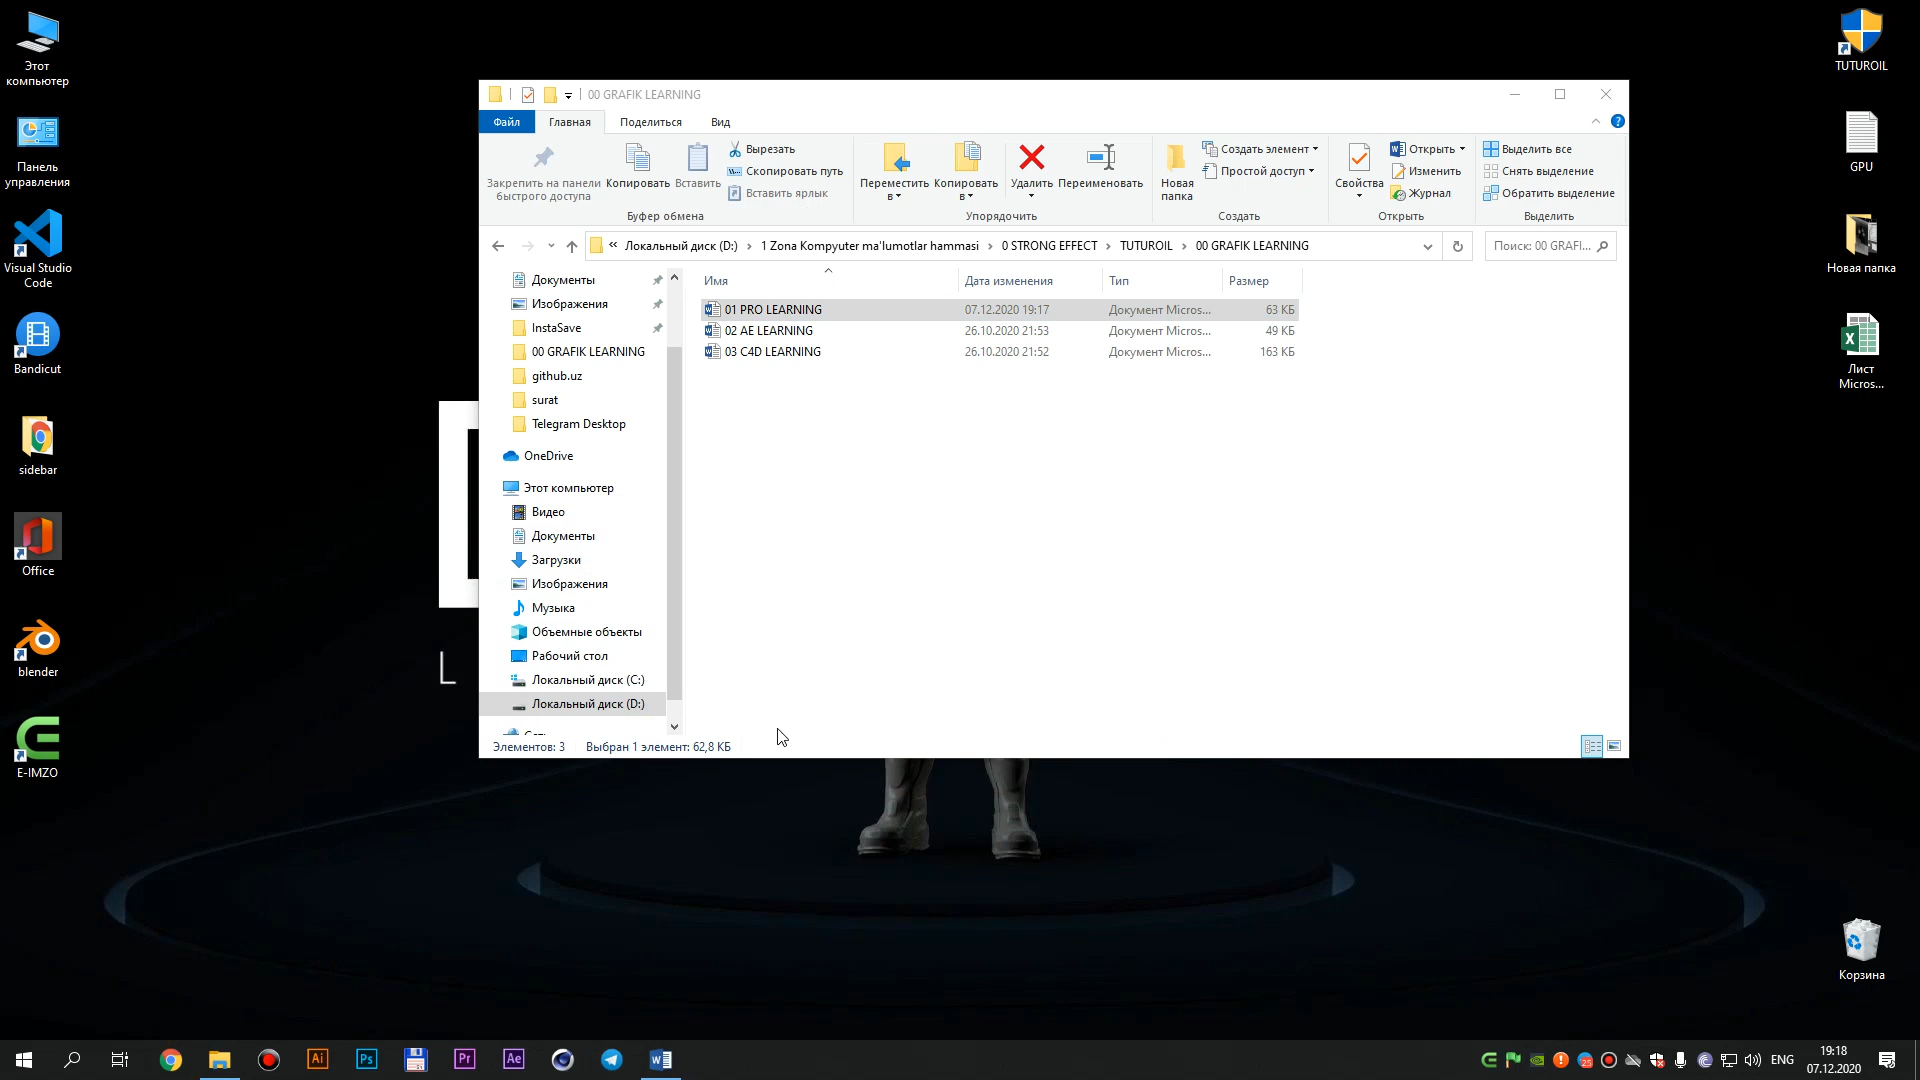 Этот
компьютер
Панель
управления
Visual Studio
Code
Bandicut
sidebar
Office
blender
E-IMZO
00 GRAFIK LEARNING
Файл
Главная
Поделиться
Вид
Закрепить на панели
быстрого доступа
Копировать
Вставить
Вырезать
Скопировать путь
Вставить ярлык
Буфер обмена
Переместить
в
Копировать
в
Удалить
Переименовать
Упорядочить
Новая
папка
Создать элемент
Простой доступ
Создать
Свойства
Открыть
Изменить
Журнал
Открыть
Выделить все
Снять выделение
Обратить выделение
Выделить
« Локальный диск (D:) › 1 Zona Kompyuter ma'lumotlar hammasi › 0 STRONG EFFECT › TUTUROIL › 00 GRAFIK LEARNING
Поиск: 00 GRAFI...
Документы
Изображения
InstaSave
00 GRAFIK LEARNING
github.uz
surat
Telegram Desktop
OneDrive
Этот компьютер
Видео
Документы
Загрузки
Изображения
Музыка
Объемные объекты
Рабочий стол
Локальный диск (C:)
Локальный диск (D:)
Имя Дата изменения Тип Размер
01 PRO LEARNING 07.12.2020 19:17 Документ Micros... 63 КБ
02 AE LEARNING 26.10.2020 21:53 Документ Micros... 49 КБ
03 C4D LEARNING 26.10.2020 21:52 Документ Micros... 163 КБ
Элементов: 3 Выбран 1 элемент: 62,8 КБ
L
TUTUROIL
GPU
Новая папка
Лист
Micros...
Корзина
Ai
Ps
Pr
Ae
25
ENG
19:18
07.12.2020